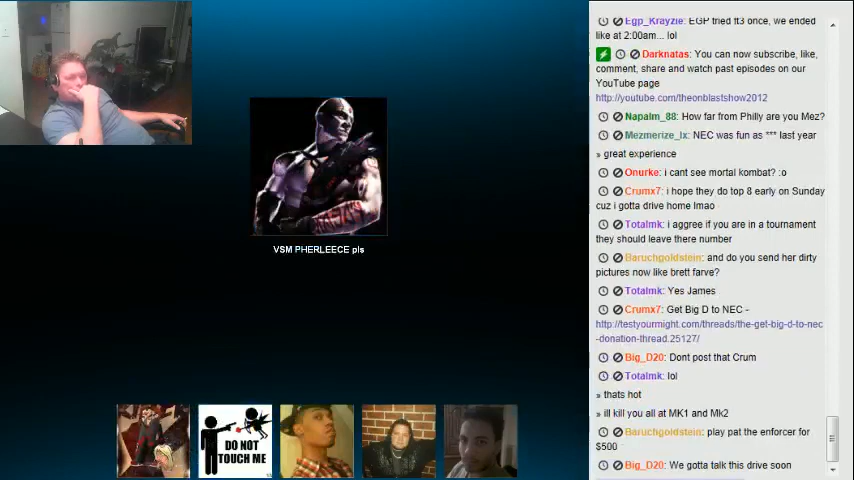 VSM PHERLEECE pls
DO NOT
TOUCH ME
Egp_Krayzie: EGP tried ft3 once, we ended
like at 2:00am... lol
Darknatas: You can now subscribe, like,
comment, share and watch past episodes on our
YouTube page
http://youtube.com/theonblastshow2012
Napalm_88: How far from Philly are you Mez?
Mezmerize_Ix: NEC was fun as *** last year
» great experience
Onurke: i cant see mortal kombat? :o
Crumx7: i hope they do top 8 early on Sunday
cuz i gotta drive home lmao
Totalmk: i aggree if you are in a tournament
they should leave there number
Baruchgoldstein: and do you send her dirty
pictures now like brett farve?
Totalmk: Yes James
Crumx7: Get Big D to NEC -
http://testyourmight.com/threads/the-get-big-d-to-nec
-donation-thread.25127/
Big_D20: Dont post that Crum
Totalmk: lol
» thats hot
» ill kill you all at MK1 and Mk2
Baruchgoldstein: play pat the enforcer for
$500
Big_D20: We gotta talk this drive soon